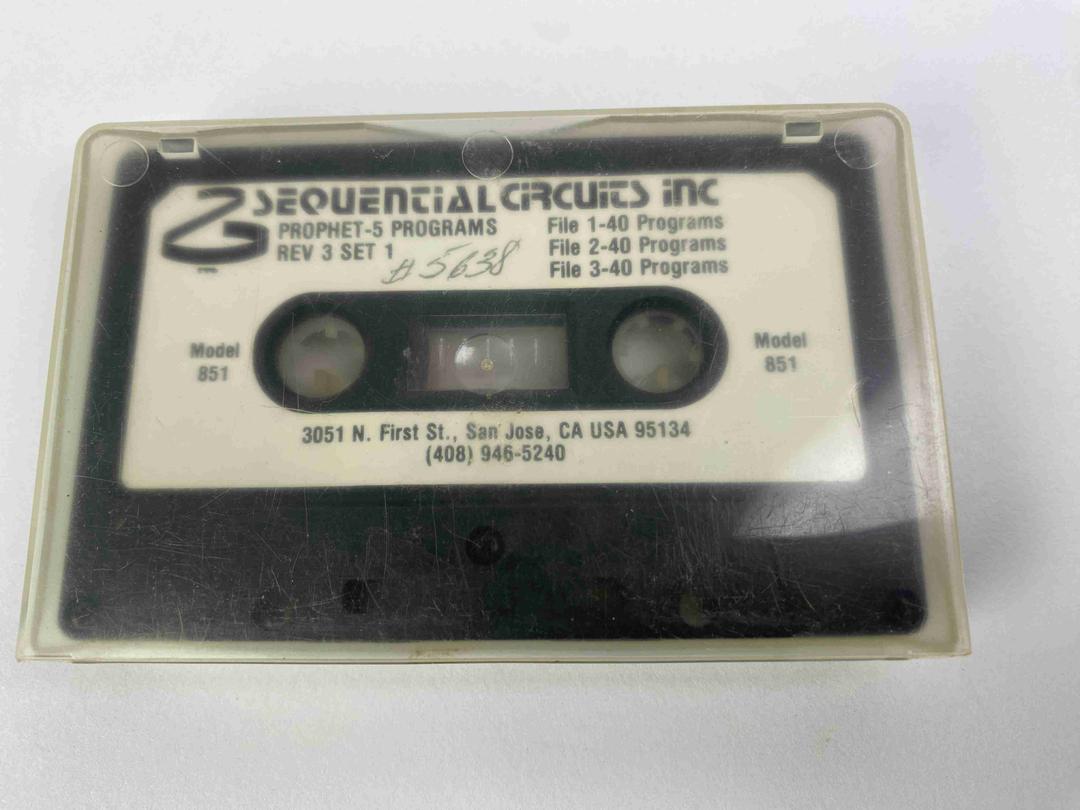 SEQUENTIAL CIRCUITS INC
PROPHET-5 PROGRAMS
REV 3 SET 1
#5638
File 1-40 Programs
File 2-40 Programs
File 3-40 Programs
Model
851
Model
851
3051 N. First St., San Jose, CA USA 95134
(408) 946-5240